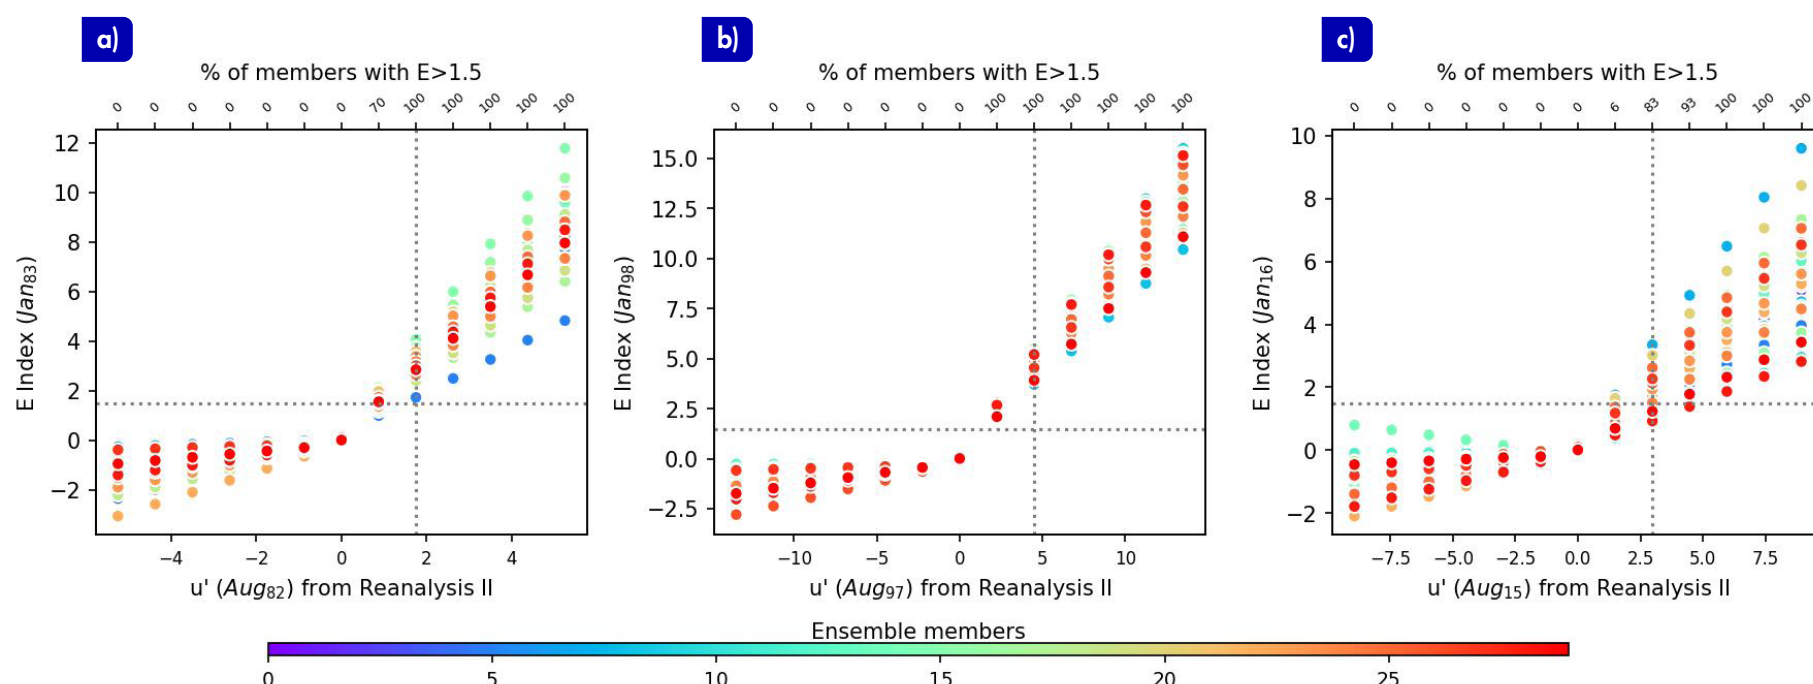 a)
% of members with E>1.5
0 0 0 0 0 0 0 70 100 100 100 100 100
12
10
8
6
4
2
0
−2
E Index (Jan83)
−4 −2 0 2 4
u' (Aug82) from Reanalysis II
b)
% of members with E>1.5
0 0 0 0 0 0 0 100 100 100 100 100 100
15.0
12.5
10.0
7.5
5.0
2.5
0.0
−2.5
E Index (Jan98)
−10 −5 0 5 10
u' (Aug97) from Reanalysis II
c)
% of members with E>1.5
0 0 0 0 0 0 0 6 83 93 100 100 100
10
8
6
4
2
0
−2
E Index (Jan16)
−7.5 −5.0 −2.5 0.0 2.5 5.0 7.5
u' (Aug15) from Reanalysis II
Ensemble members
0 5 10 15 20 25